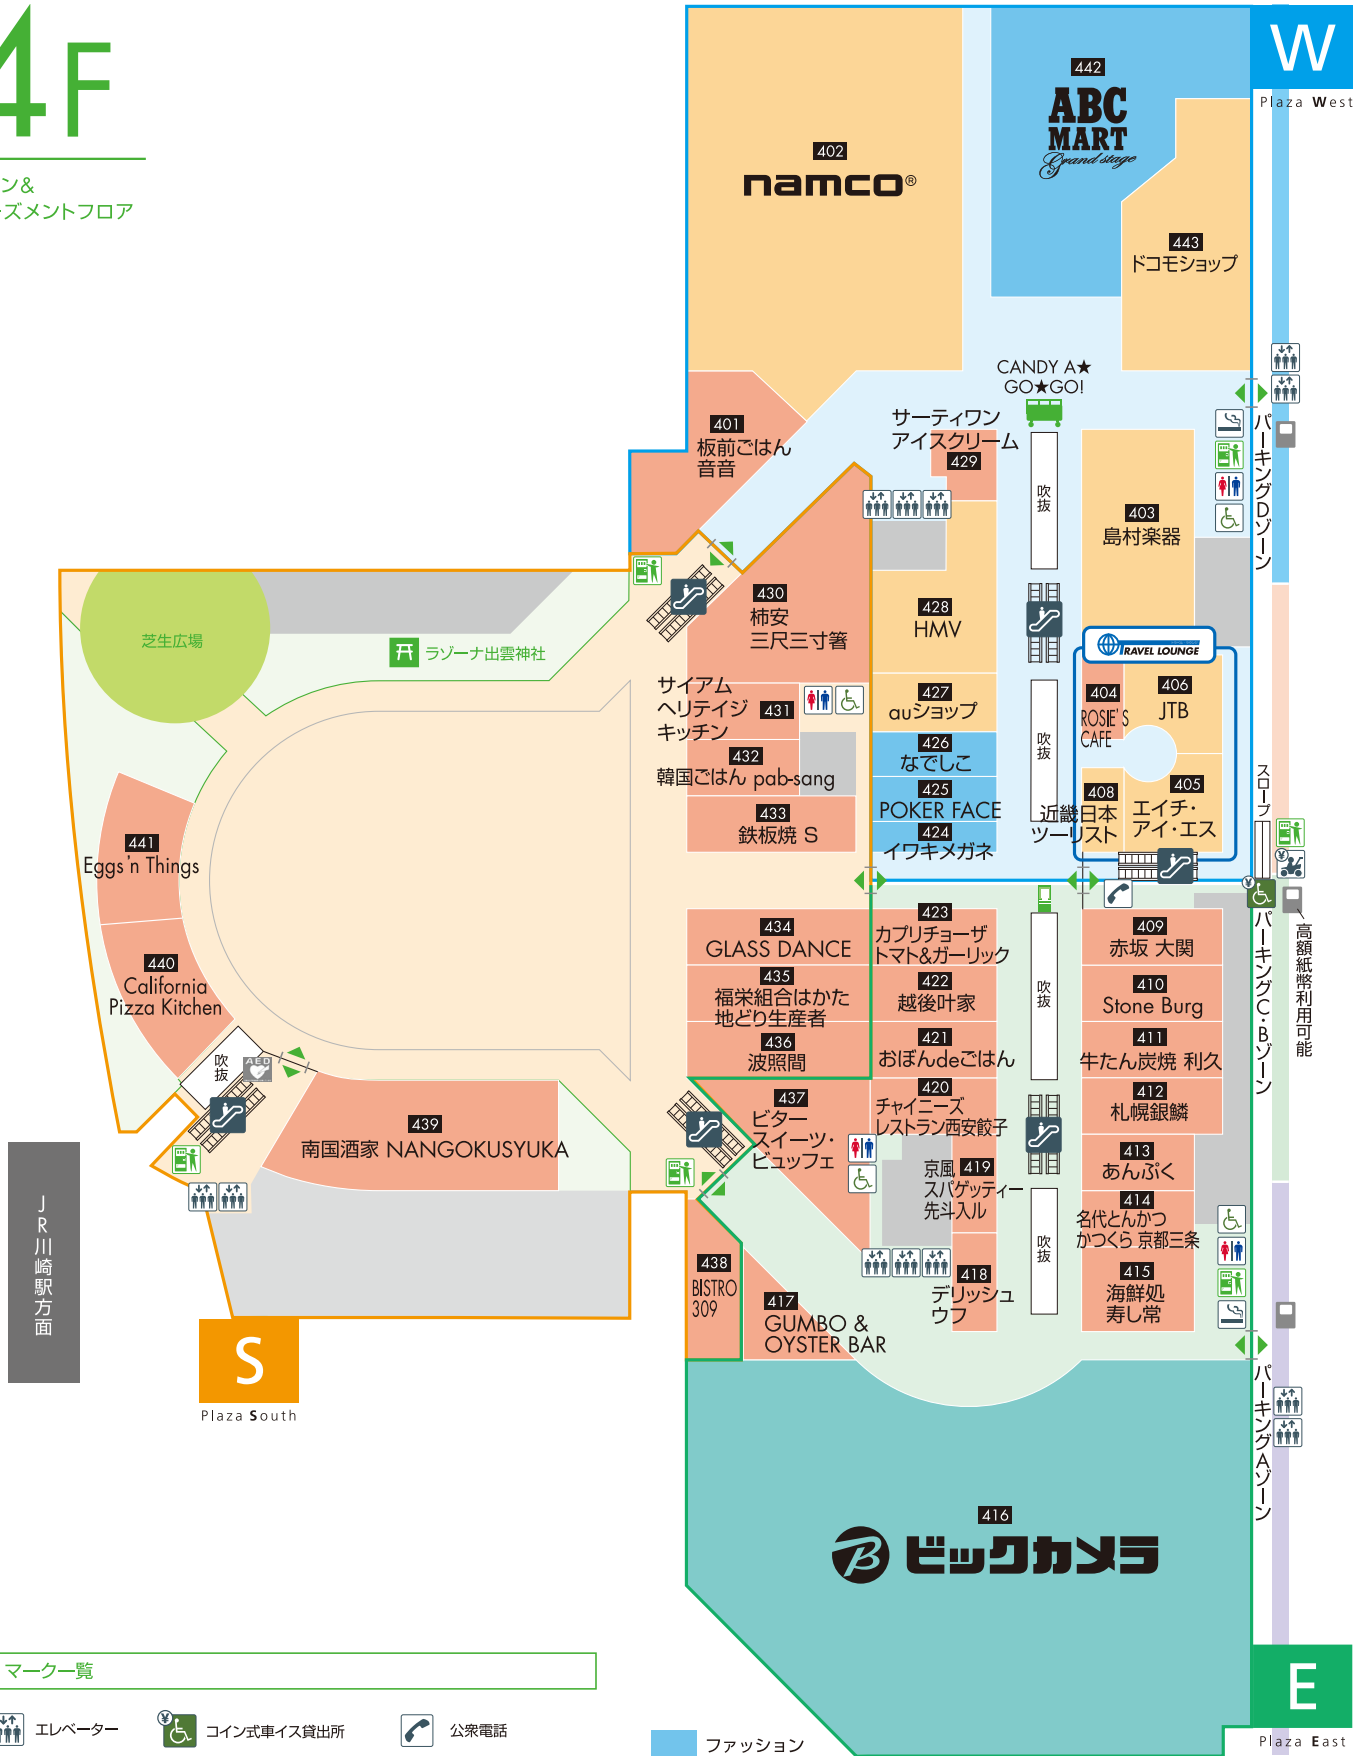 4F
ン&
ーズメントフロア
W
Plaza West
442
ABC
MART
Grand stage
402
namco®
443
ドコモショップ
CANDY A★
GO★GO!
401
板前ごはん
音音
サーティワン
アイスクリーム
429
吹抜
403
島村楽器
パーキングDゾーン
430
柿安
三尺三寸箸
428
HMV
芝生広場
ラゾーナ出雲神社
TRAVEL LOUNGE
サイアム
ヘリテイジ
キッチン
431
427
auショップ
404
ROSIE'S
CAFE
406
JTB
432
韓国ごはん pab-sang
426
なでしこ
吹抜
425
POKER FACE
408
近畿日本
ツーリスト
405
エイチ・
アイ・エス
スロープ
433
鉄板焼 S
424
イワキメガネ
441
Eggs 'n Things
434
GLASS DANCE
423
カプリチョーザ
トマト&ガーリック
409
赤坂 大関
パーキングC・Bゾーン
高額紙幣利用可能
440
California
Pizza Kitchen
435
福栄組合はかた
地どり生産者
422
越後叶家
吹抜
410
Stone Burg
436
波照間
421
おぼんdeごはん
411
牛たん炭焼 利久
吹抜
AED
437
ビター
スイーツ・
ビュッフェ
420
チャイニーズ
レストラン西安餃子
412
札幌銀鱗
439
南国酒家 NANGOKUSYUKA
419
京風
スパゲッティー
先斗入ル
413
あんぷく
414
名代とんかつ
かつくら 京都三条
JR川崎駅方面
438
BISTRO
309
418
デリッシュ
ウフ
吹抜
415
海鮮処
寿し常
417
GUMBO &
OYSTER BAR
S
Plaza South
パーキングAゾーン
416
ビックカメラ
E
Plaza East
マーク一覧
エレベーター
コイン式車イス貸出所
公衆電話
ファッション